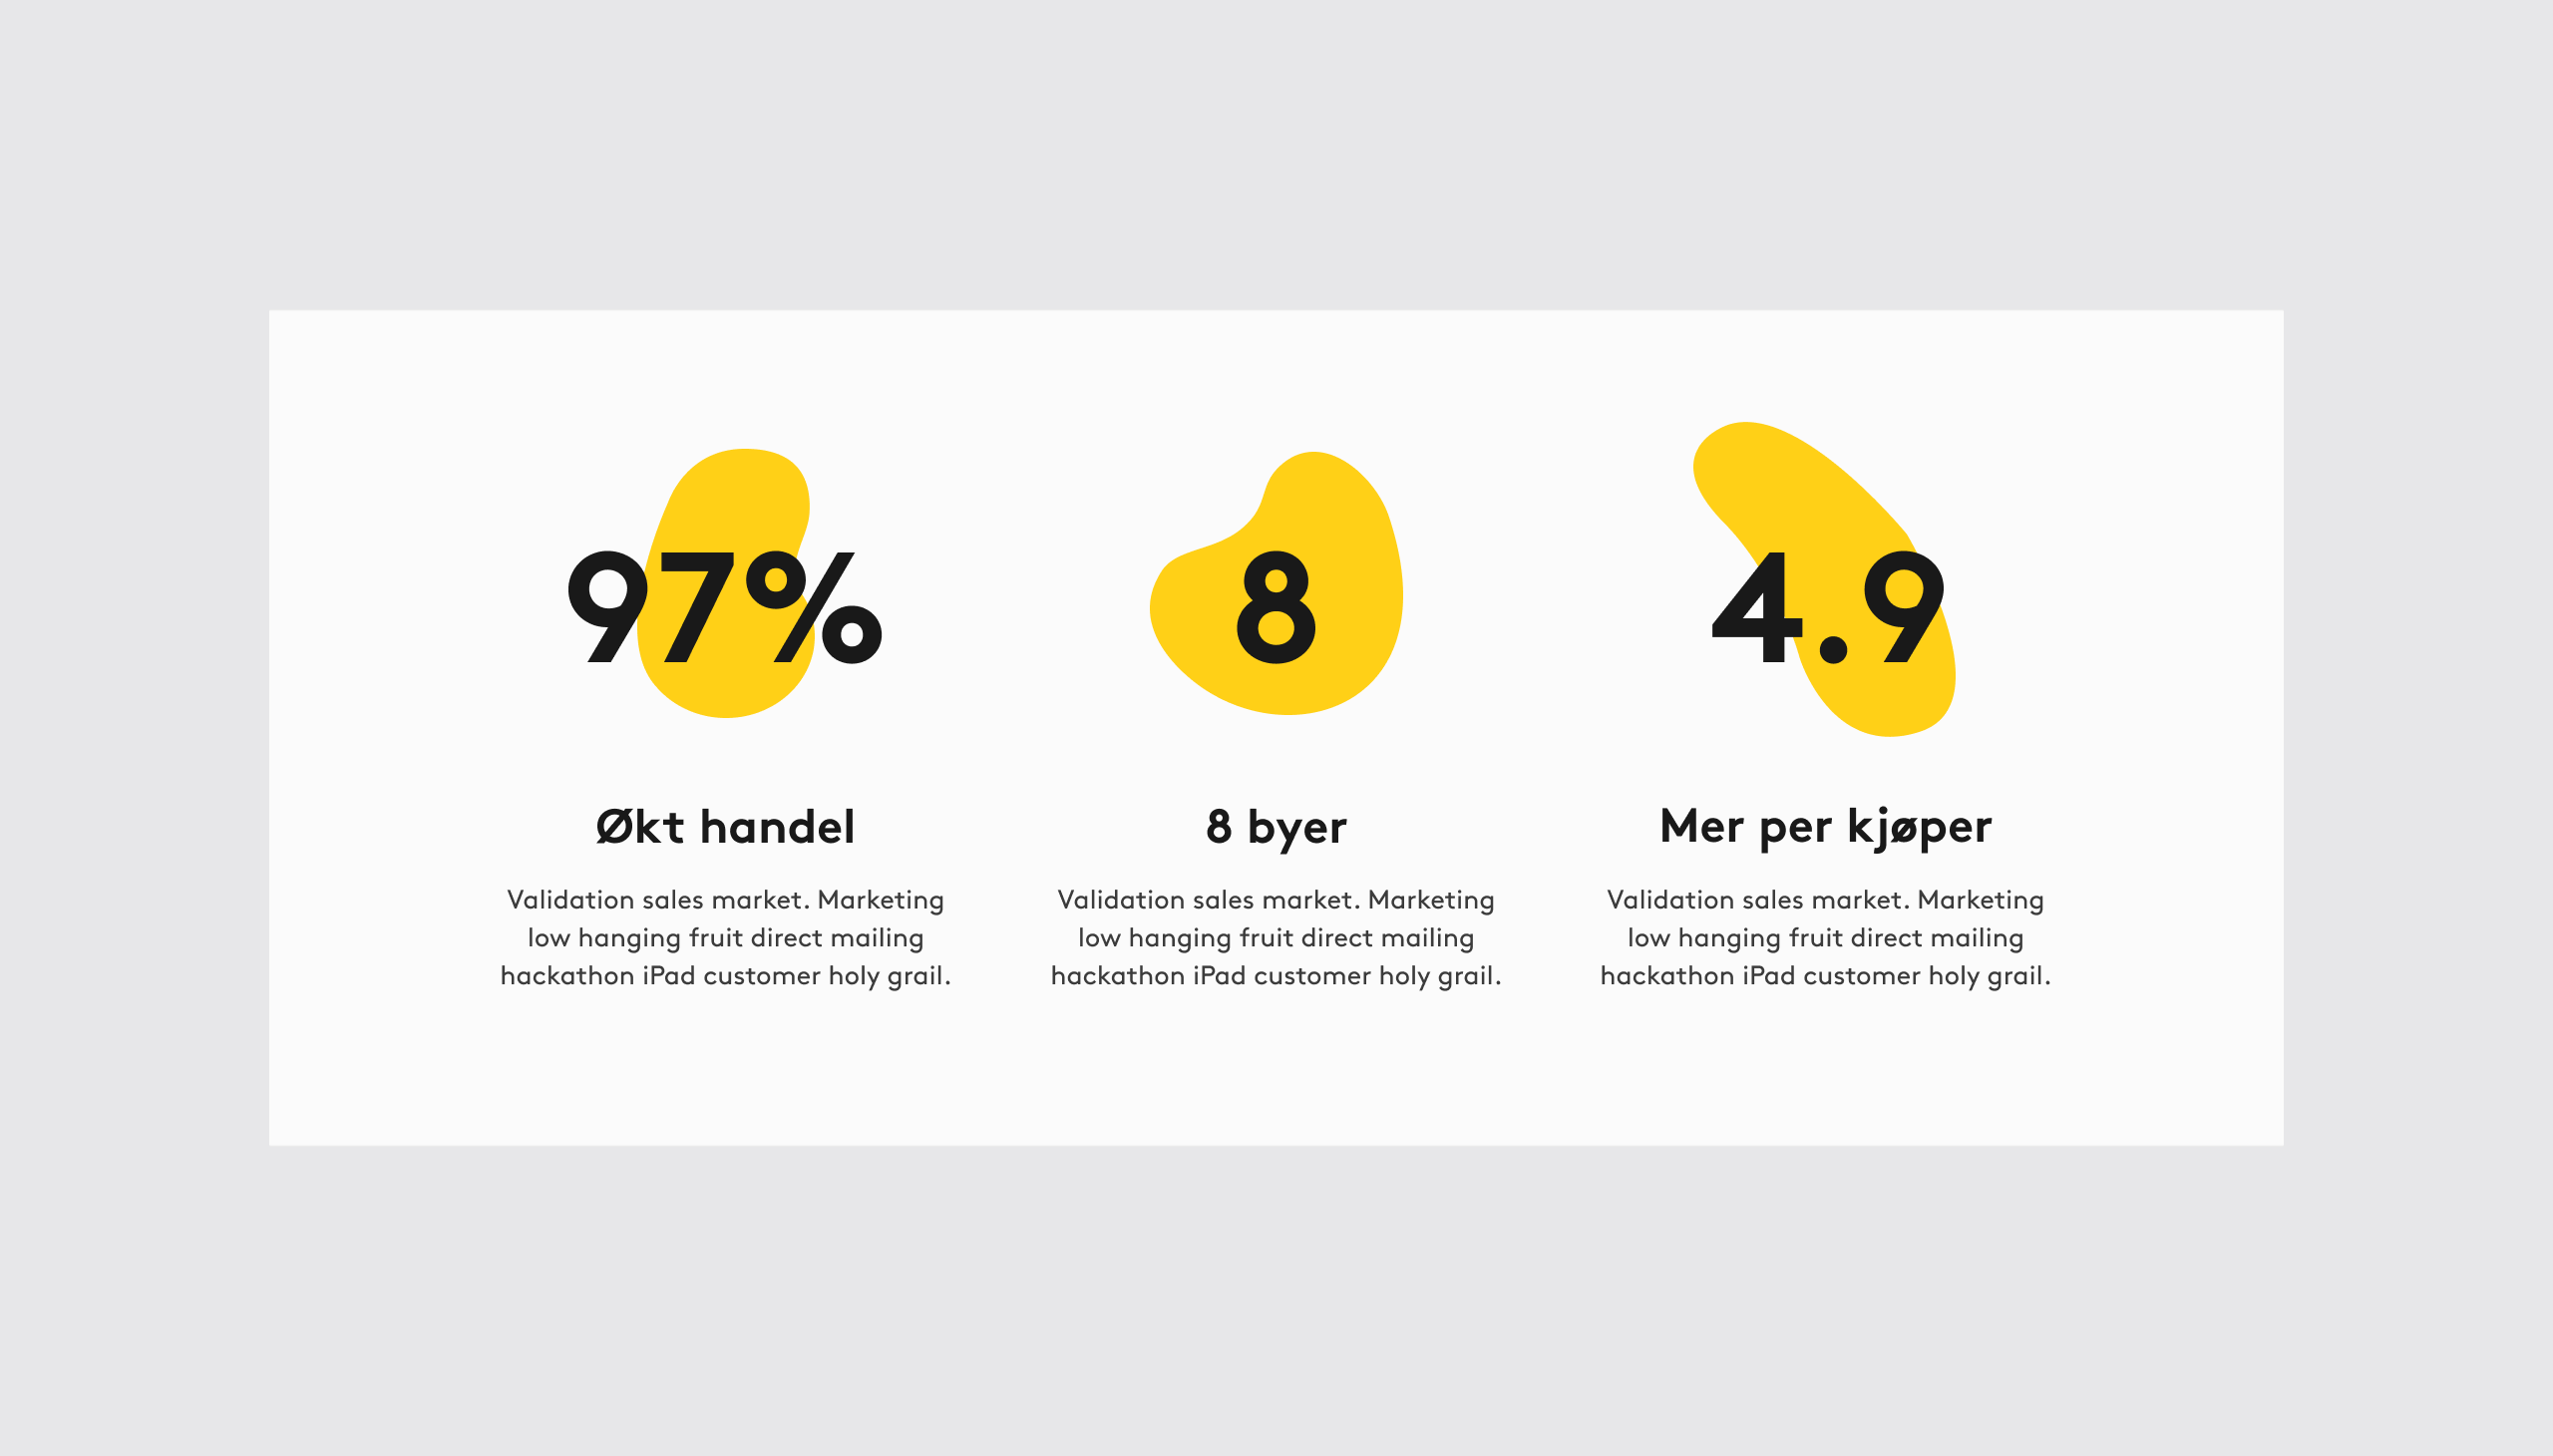 97%
Økt handel
Validation sales market. Marketing
low hanging fruit direct mailing
hackathon iPad customer holy grail.
8
8 byer
Validation sales market. Marketing
low hanging fruit direct mailing
hackathon iPad customer holy grail.
4.9
Mer per kjøper
Validation sales market. Marketing
low hanging fruit direct mailing
hackathon iPad customer holy grail.